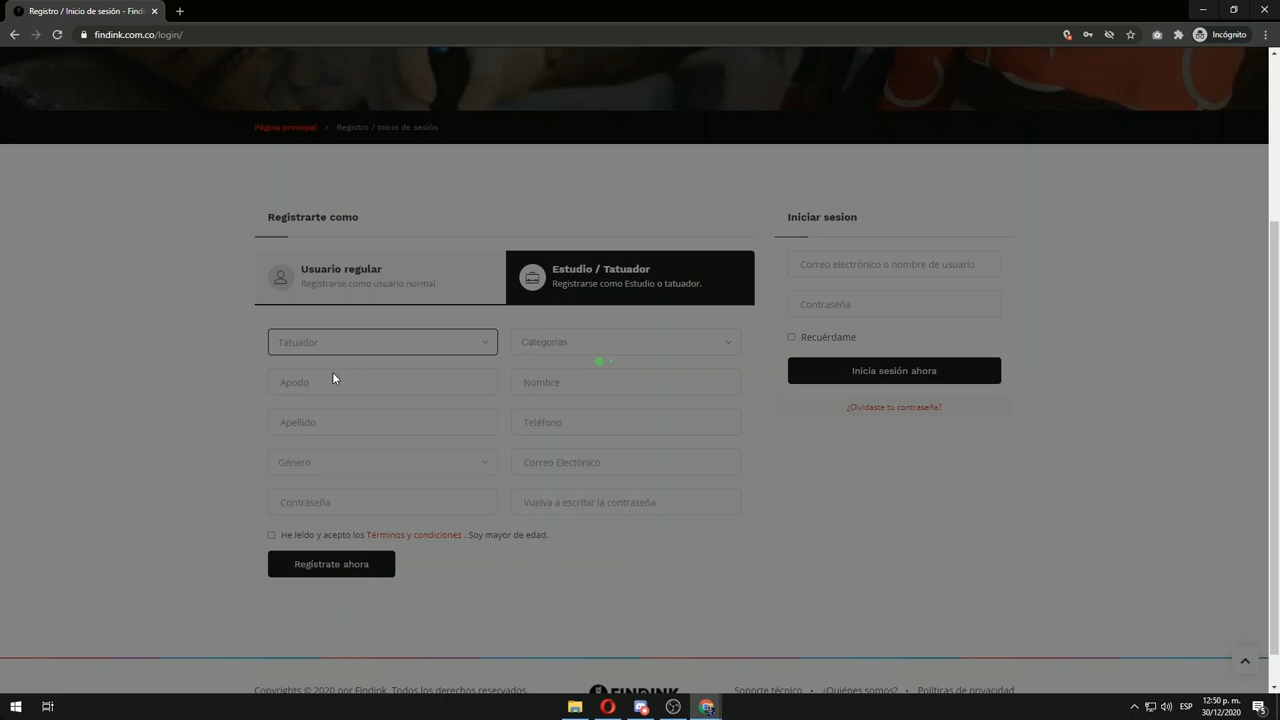 Registro / Inicio de sesión - Find
findink.com.co/login/
Incógnito
Página principal > Registro / Inicio de sesión
Registrarte como
Iniciar sesion
Usuario regular
Registrarse como usuario normal
Estudio / Tatuador
Registrarse como Estudio o tatuador.
Correo electrónico o nombre de usuario
Contraseña
Recuérdame
Inicia sesión ahora
¿Olvidaste tu contraseña?
Tatuador
Categorías
Apodo
Nombre
Apellido
Teléfono
Género
Correo Electónico
Contraseña
Vuelva a escribir la contraseña
He leído y acepto los Términos y condiciones . Soy mayor de edad.
Regístrate ahora
Copyrights © 2020 por Findink. Todos los derechos reservados.
FINDINK
Soporte técnico • ¿Quiénes somos? • Políticas de privacidad
ESP
12:50 p. m.
30/12/2020